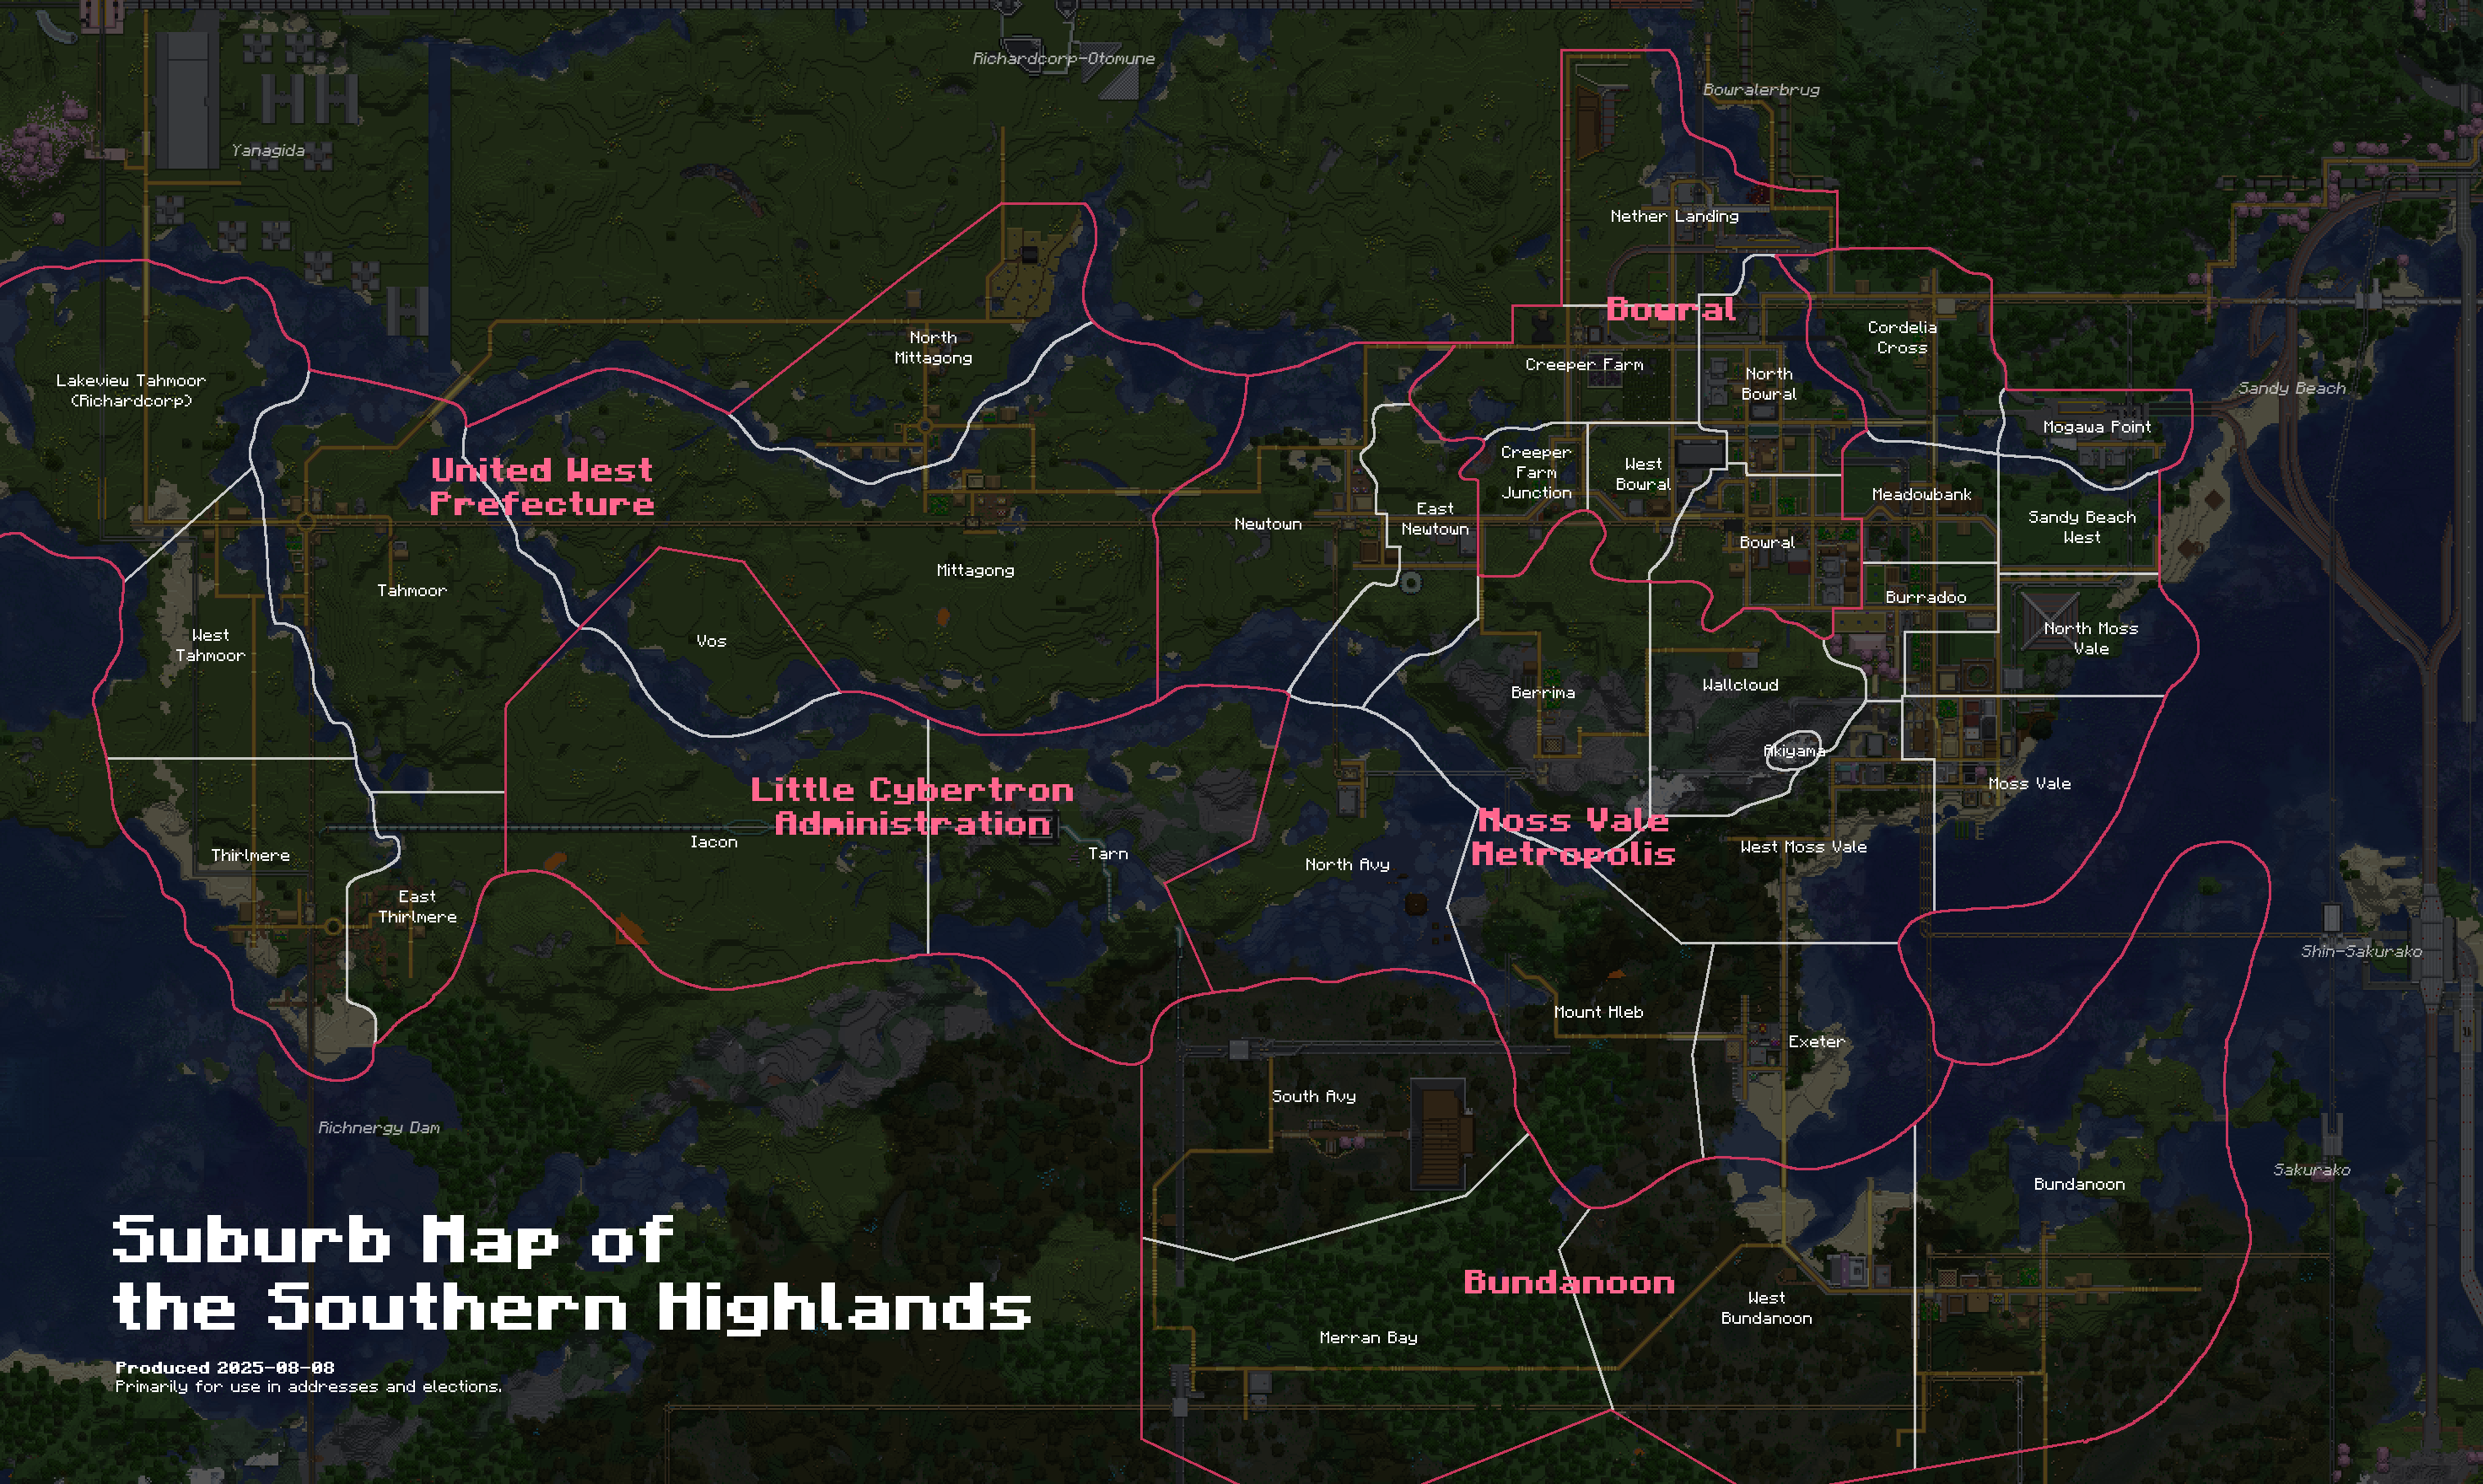 Richardcorp-Otomune
Bowralerbrug
Yanagida
Nether Landing
Bowral
Cordelia
Cross
North
Mittagong
Creeper Farm
North
Bowral
Lakeview Tahmoor
(Richardcorp)
Sandy Beach
Mogawa Point
United West
Prefecture
Creeper
Farm
Junction
West
Bowral
Meadowbank
East
Newtown
Newtown
Sandy Beach
West
Bowral
Mittagong
Tahmoor
Burradoo
West
Tahmoor
Vos
North Moss
Vale
Berrima
Wallcloud
Akiyama
Moss Vale
Little Cybertron
Administration
Moss Vale
Metropolis
Iacon
Tarn
North Avy
West Moss Vale
Thirlmere
East
Thirlmere
Shin-Sakurako
Mount Hleb
Exeter
South Avy
Richnergy Dam
Sakurako
Bundanoon
Bundanoon
West
Bundanoon
Merran Bay
Suburb Map of
the Southern Highlands
Produced 2025-08-08
Primarily for use in addresses and elections.